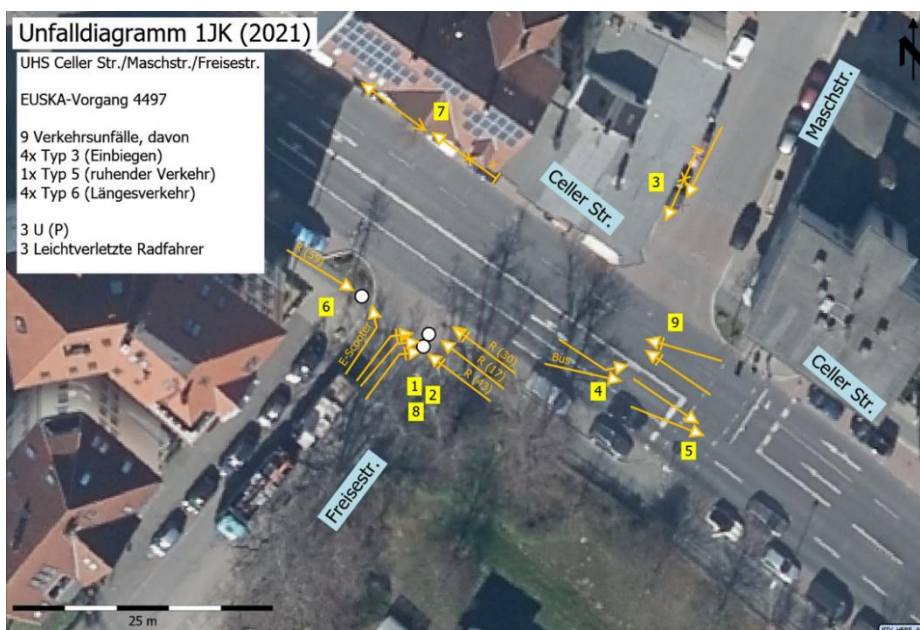 Unfalldiagramm 1JK (2021)
UHS Celler Str./Maschstr./Freisestr.
EUSKA-Vorgang 4497
9 Verkehrsunfälle, davon
4x Typ 3 (Einbiegen)
1x Typ 5 (ruhender Verkehr)
4x Typ 6 (Längesverkehr)
3 U (P)
3 Leichtverletzte Radfahrer
N
Maschstr.
7
Celler Str.
3
R (59)
6
E-Scooter
9
R (30)
R (17)
R (43)
Bus
4
1
2
8
Celler Str.
5
Freisestr.
25 m